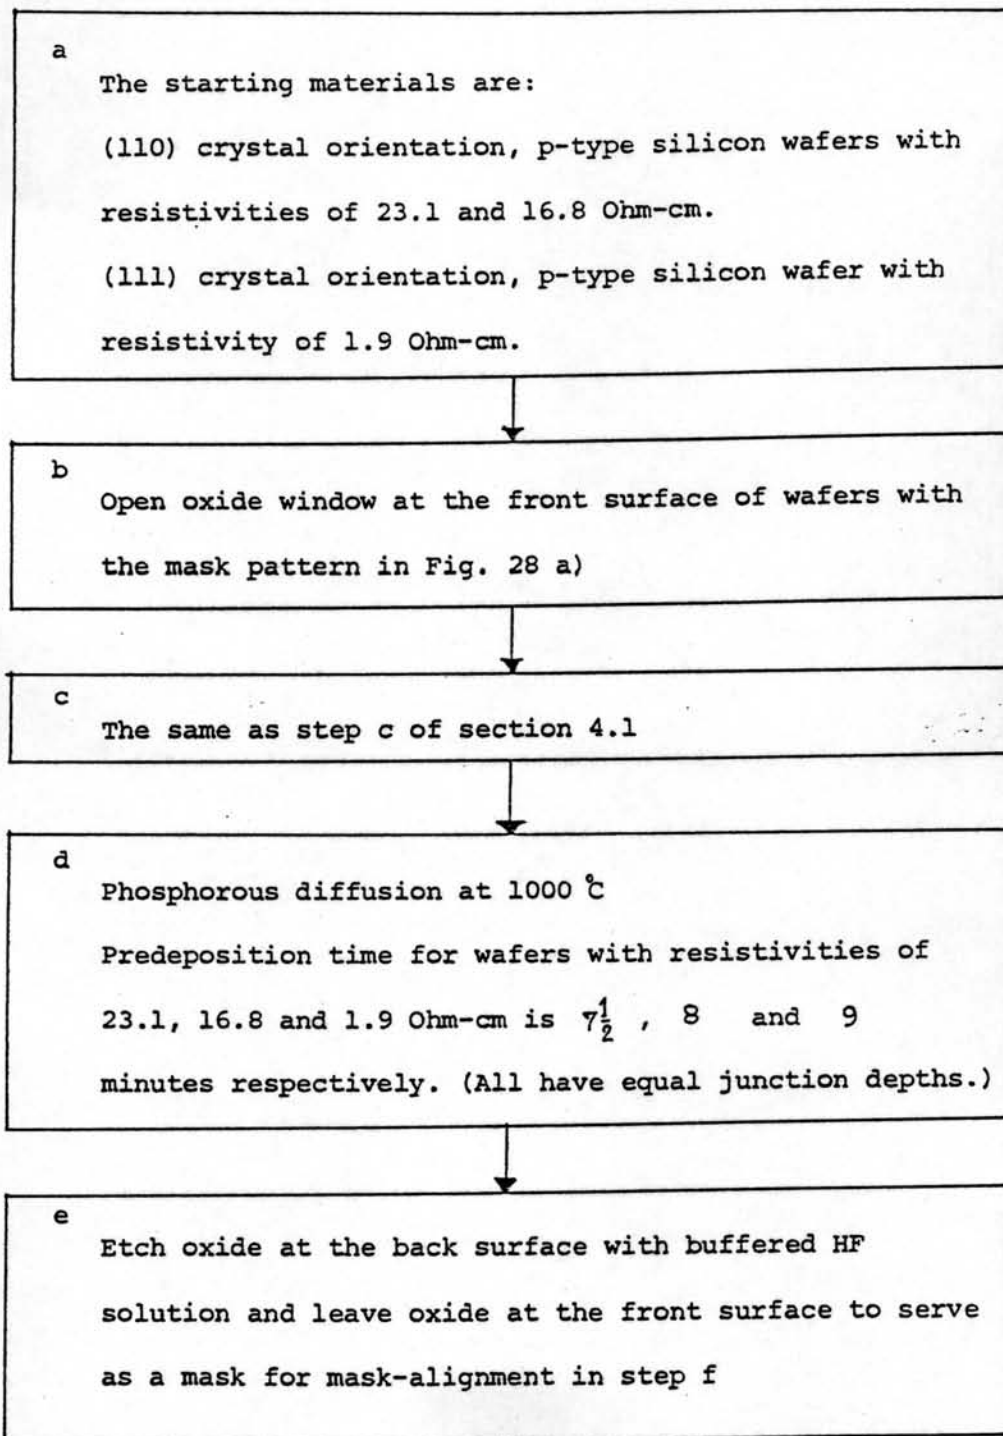 a
The starting materials are:
(110) crystal orientation, p-type silicon wafers with
resistivities of 23.1 and 16.8 Ohm-cm.
(111) crystal orientation, p-type silicon wafer with
resistivity of 1.9 Ohm-cm.
b
Open oxide window at the front surface of wafers with
the mask pattern in Fig. 28 a)
c
The same as step c of section 4.1
d
Phosphorous diffusion at 1000 °C
Predeposition time for wafers with resistivities of
23.1, 16.8 and 1.9 Ohm-cm is 7½ , 8 and 9
minutes respectively. (All have equal junction depths.)
e
Etch oxide at the back surface with buffered HF
solution and leave oxide at the front surface to serve
as a mask for mask-alignment in step f